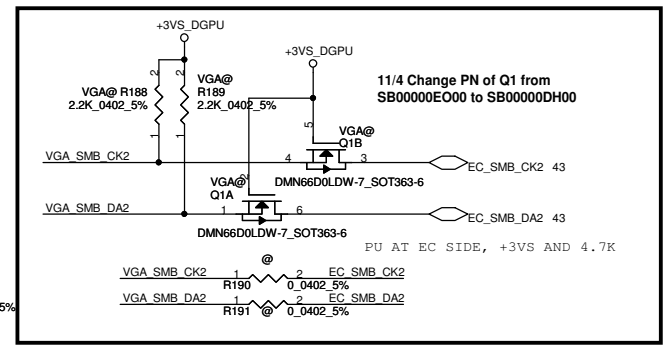 +3VS_DGPU
+3VS_DGPU
11/4 Change PN of Q1 from
SB00000EO00 to SB00000DH00
VGA@ R188
2.2K_0402_5%
VGA@
R189
2.2K_0402_5%
2
2
1
1
5
VGA@
Q1B
VGA_SMB_CK2
4
3
EC_SMB_CK2 43
DMN66D0LDW-7_SOT363-6
VGA@
Q1A
2
VGA_SMB_DA2
1
6
EC_SMB_DA2 43
DMN66D0LDW-7_SOT363-6
PU AT EC SIDE, +3VS AND 4.7K
@
VGA_SMB_CK2 1 2 EC_SMB_CK2
R190 0_0402_5%
VGA_SMB_DA2 1 2 EC_SMB_DA2
R191 @ 0_0402_5%
5%